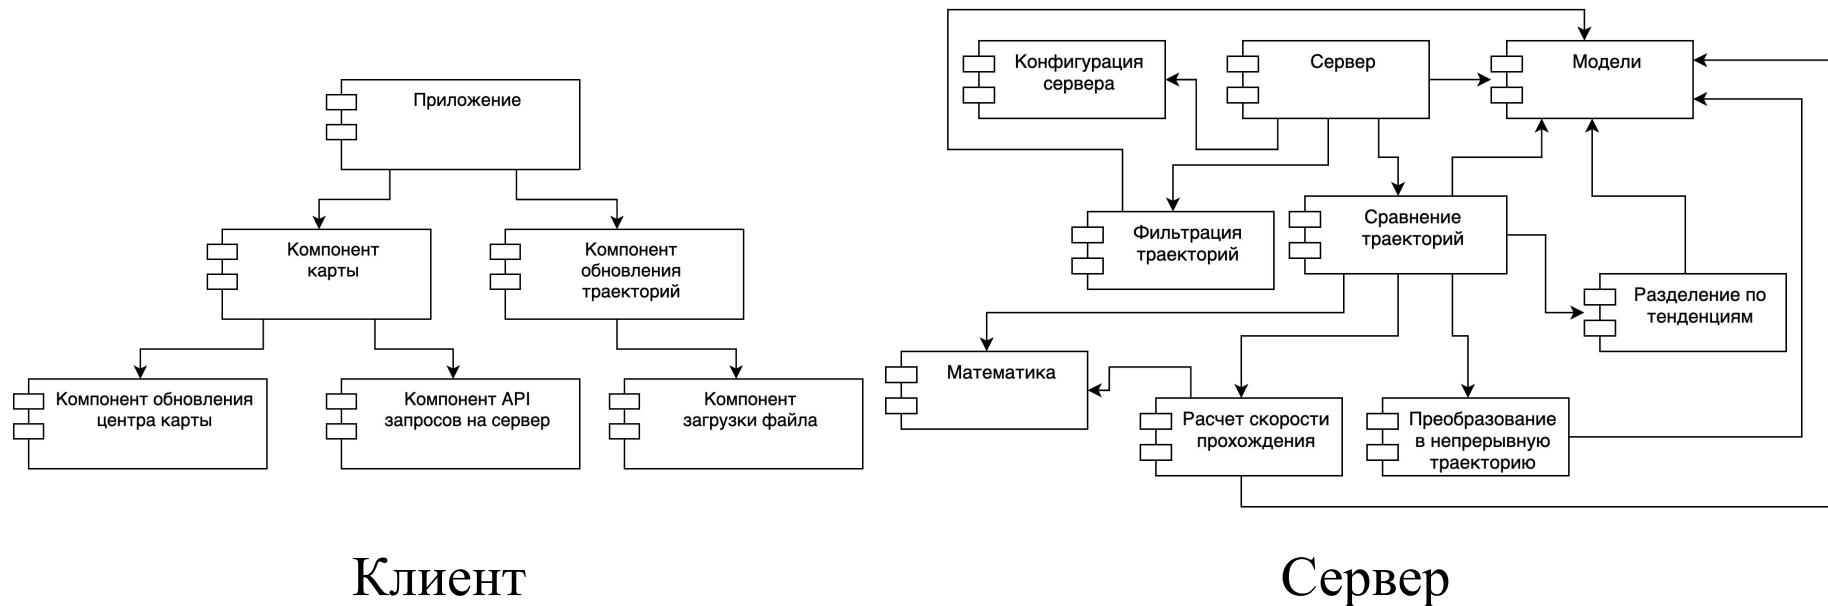 Приложение
Компонент
карты
Компонент
обновления
траекторий
Компонент обновления
центра карты
Компонент API
запросов на сервер
Компонент
загрузки файла
Клиент
Конфигурация
сервера
Сервер
Модели
Фильтрация
траекторий
Сравнение
траекторий
Разделение по
тенденциям
Математика
Расчет скорости
прохождения
Преобразование
в непрерывную
траекторию
Сервер